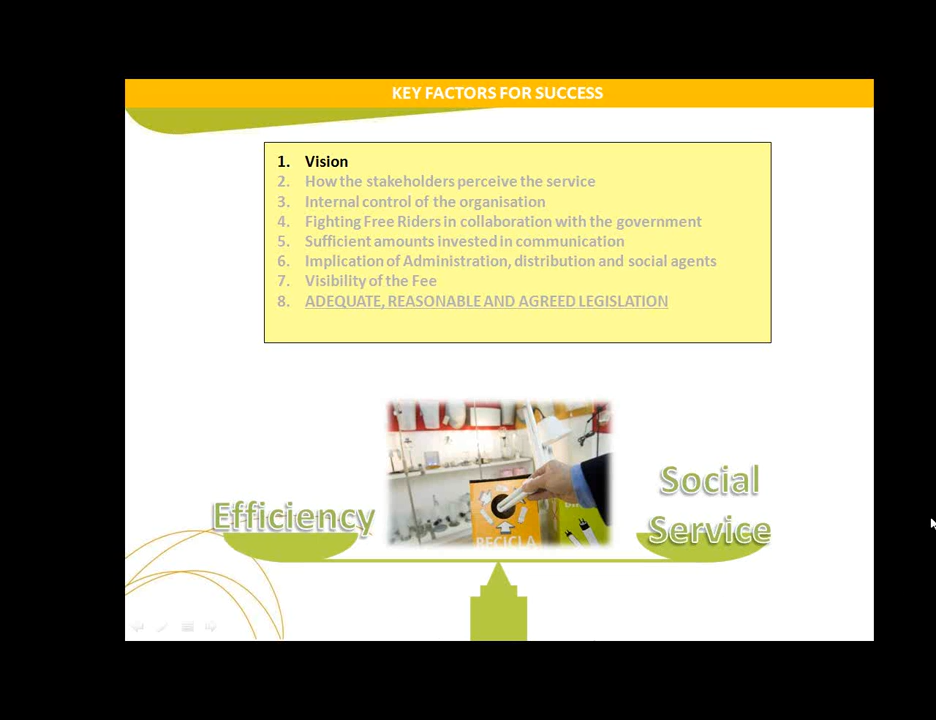 KEY FACTORS FOR SUCCESS
1. Vision
2. How the stakeholders perceive the service
3. Internal control of the organisation
4. Fighting Free Riders in collaboration with the government
5. Sufficient amounts invested in communication
6. Implication of Administration, distribution and social agents
7. Visibility of the Fee
8. ADEQUATE, REASONABLE AND AGREED LEGISLATION
Efficiency
RECICLA
Social
Service